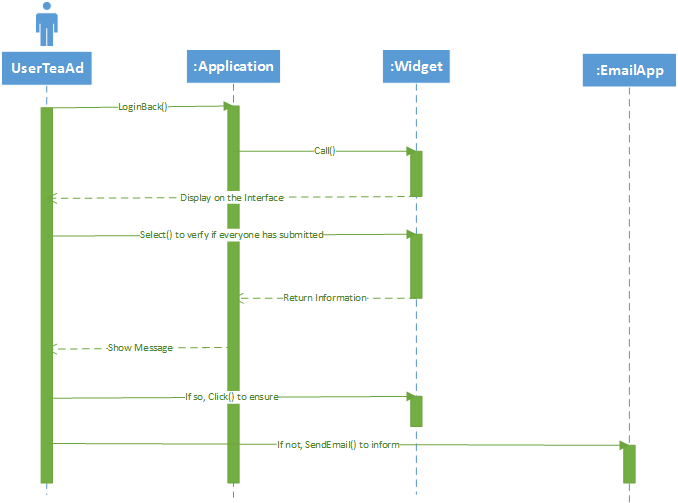 UserTeaAd
:Application
:Widget
:EmailApp
LoginBack()
Call()
Display on the Interface
Select() to verfy if everyone has submitted
Return Information
Show Message
If so, Click() to ensure
If not, SendEmail() to inform